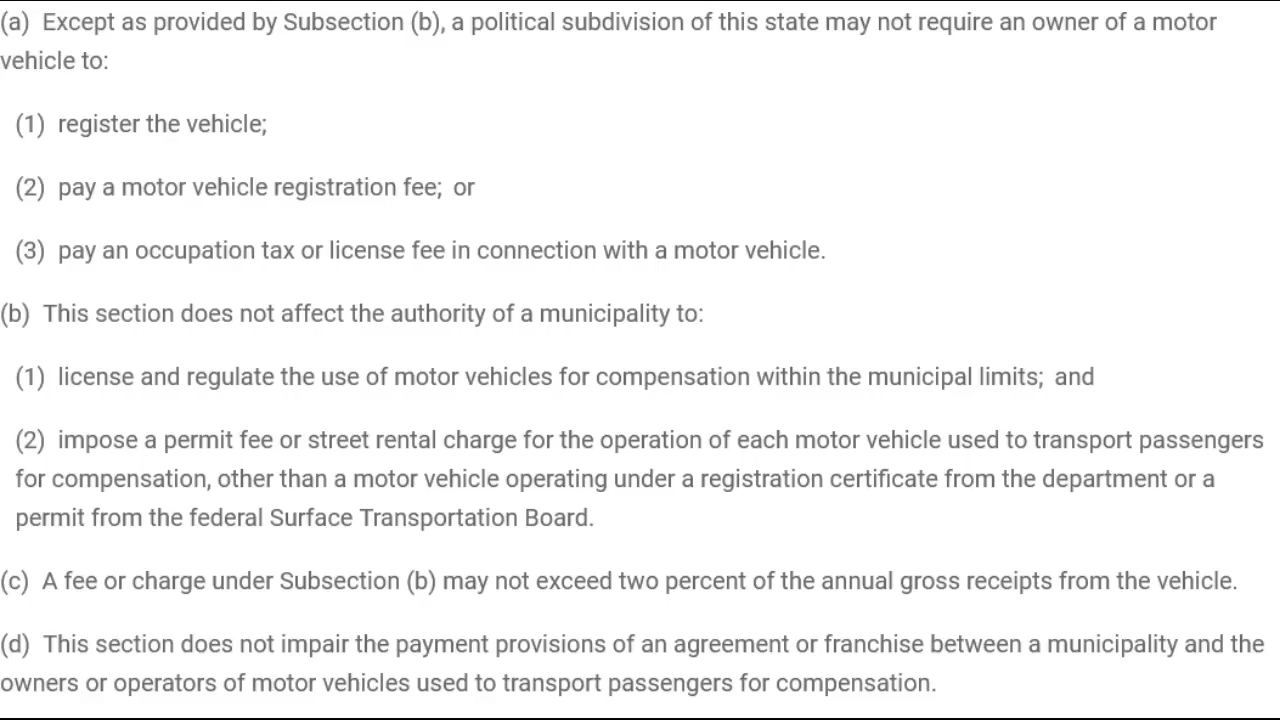 (a)  Except as provided by Subsection (b), a political subdivision of this state may not require an owner of a motor
vehicle to:
(1)  register the vehicle;
(2)  pay a motor vehicle registration fee;  or
(3)  pay an occupation tax or license fee in connection with a motor vehicle.
(b)  This section does not affect the authority of a municipality to:
(1)  license and regulate the use of motor vehicles for compensation within the municipal limits;  and
(2)  impose a permit fee or street rental charge for the operation of each motor vehicle used to transport passengers
for compensation, other than a motor vehicle operating under a registration certificate from the department or a
permit from the federal Surface Transportation Board.
(c)  A fee or charge under Subsection (b) may not exceed two percent of the annual gross receipts from the vehicle.
(d)  This section does not impair the payment provisions of an agreement or franchise between a municipality and the
owners or operators of motor vehicles used to transport passengers for compensation.